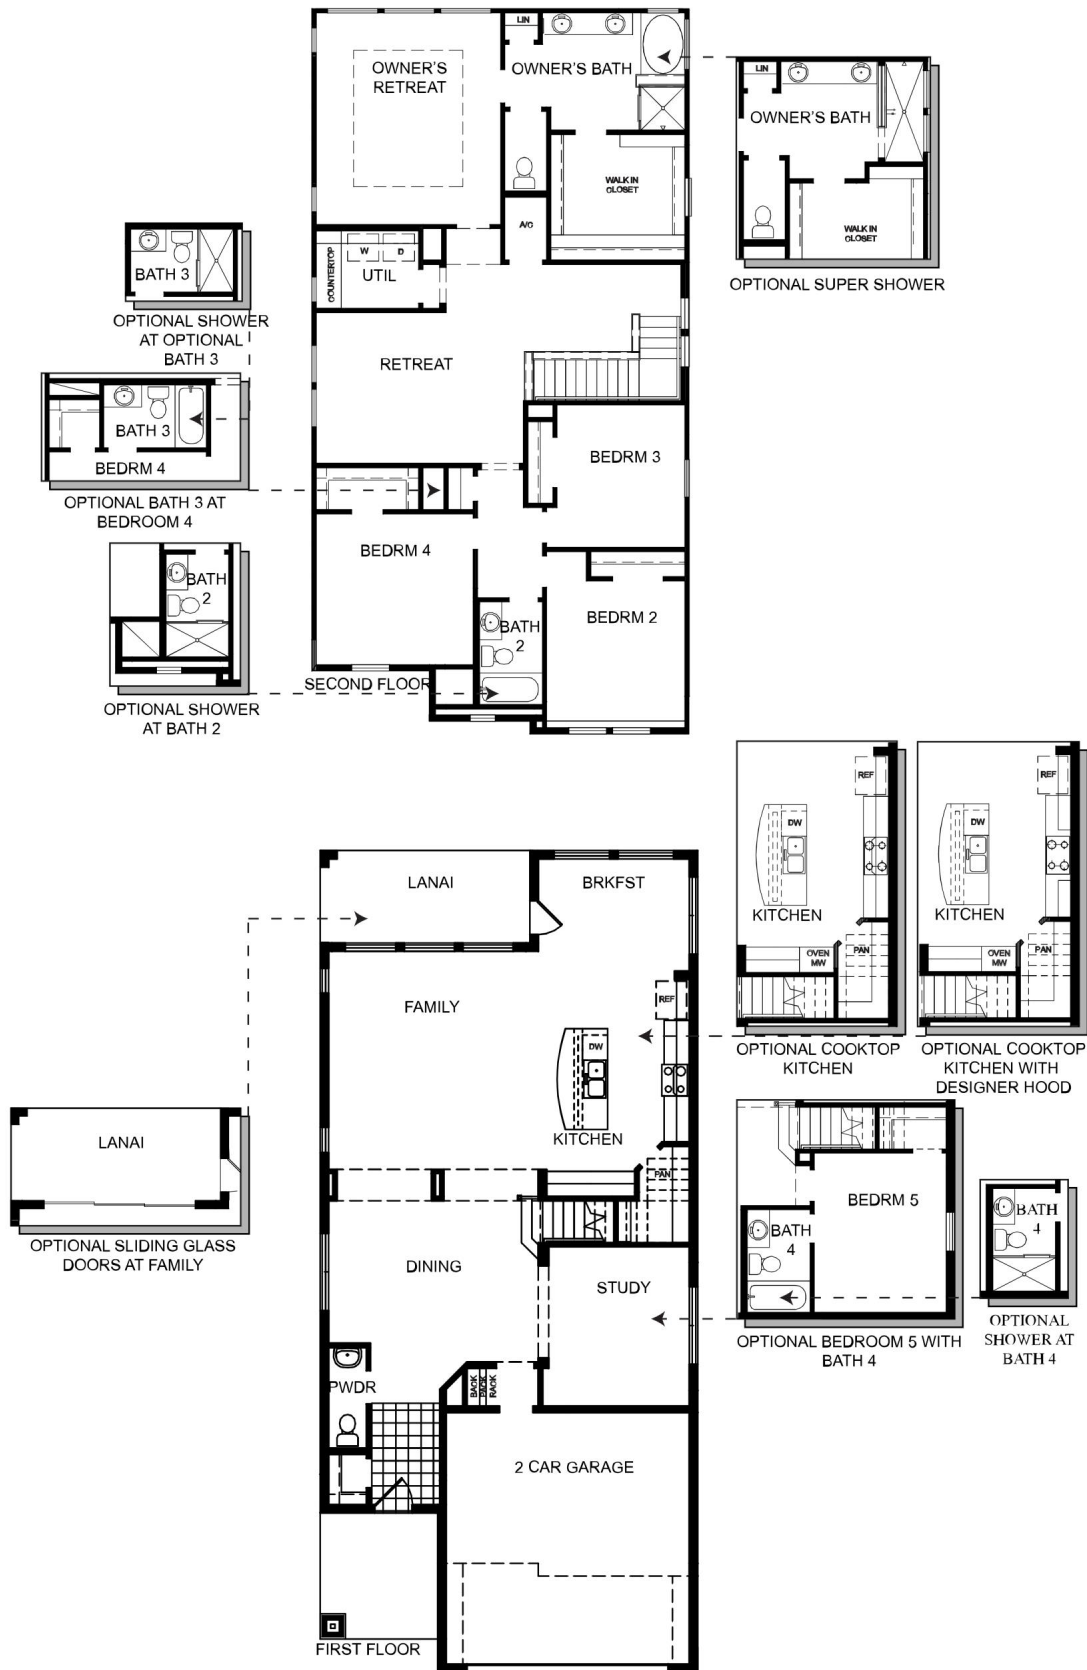 LIN
OWNER'S
RETREAT
OWNER'S BATH
WALK IN
CLOSET
A/C
W
D
UTIL
COUNTERTOP
RETREAT
BEDRM 3
BEDRM 4
BEDRM 2
BATH
2
SECOND FLOOR
LIN
OWNER'S BATH
WALK IN
CLOSET
OPTIONAL SUPER SHOWER
BATH 3
OPTIONAL SHOWER
AT OPTIONAL
BATH 3
BATH 3
BEDRM 4
OPTIONAL BATH 3 AT
BEDROOM 4
BATH
2
OPTIONAL SHOWER
AT BATH 2
REF
DW
KITCHEN
OVEN
MW
PAN
OPTIONAL COOKTOP
KITCHEN
REF
DW
KITCHEN
OVEN
MW
PAN
OPTIONAL COOKTOP
KITCHEN WITH
DESIGNER HOOD
LANAI
BRKFST
FAMILY
REF
DW
KITCHEN
PAN
DINING
STUDY
PWDR
BACK
PACK
RACK
2 CAR GARAGE
FIRST FLOOR
LANAI
OPTIONAL SLIDING GLASS
DOORS AT FAMILY
BEDRM 5
BATH
4
OPTIONAL BEDROOM 5 WITH
BATH 4
BATH
4
OPTIONAL
SHOWER AT
BATH 4